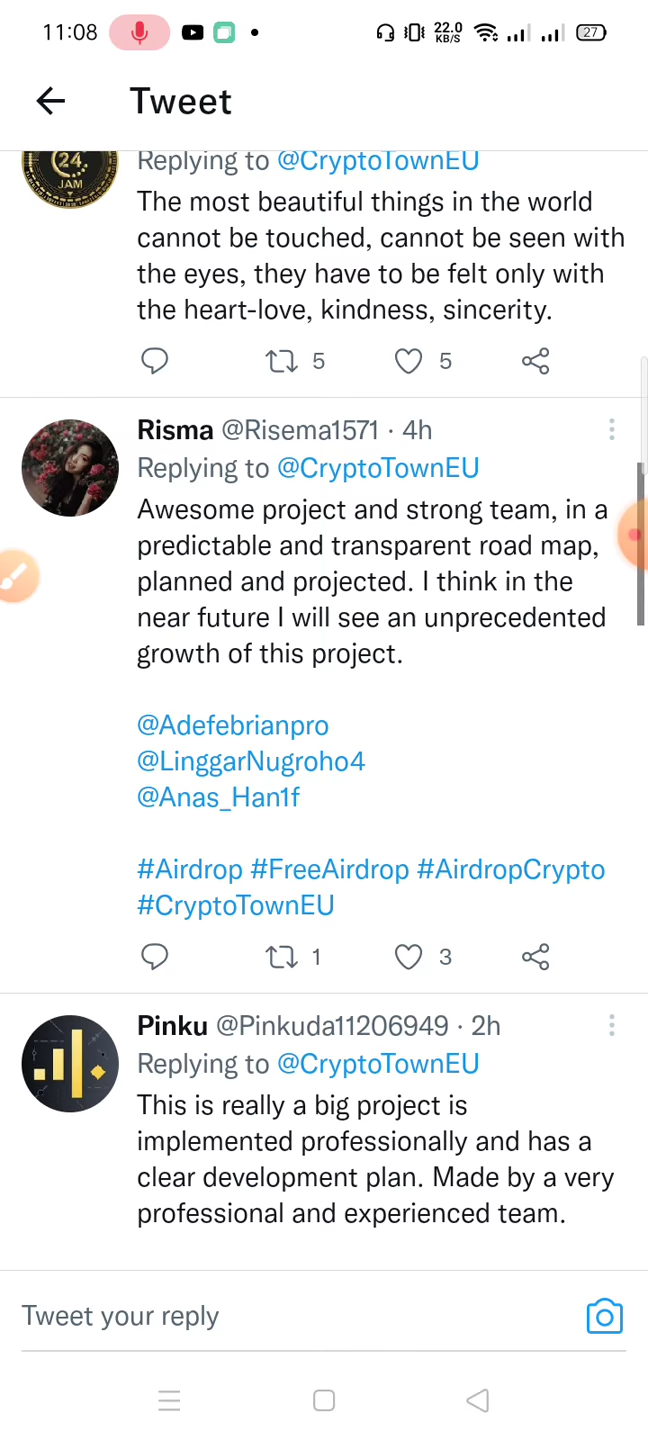 11:08
22.0
KB/S
27
Tweet
24
JAM
Replying to @CryptoTownEU
The most beautiful things in the world
cannot be touched, cannot be seen with
the eyes, they have to be felt only with
the heart-love, kindness, sincerity.
5 5
Risma @Risema1571 · 4h
Replying to @CryptoTownEU
Awesome project and strong team, in a
predictable and transparent road map,
planned and projected. I think in the
near future I will see an unprecedented
growth of this project.
@Adefebrianpro
@LinggarNugroho4
@Anas_Han1f
#Airdrop #FreeAirdrop #AirdropCrypto
#CryptoTownEU
1 3
Pinku @Pinkuda11206949 · 2h
Replying to @CryptoTownEU
This is really a big project is
implemented professionally and has a
clear development plan. Made by a very
professional and experienced team.
Tweet your reply